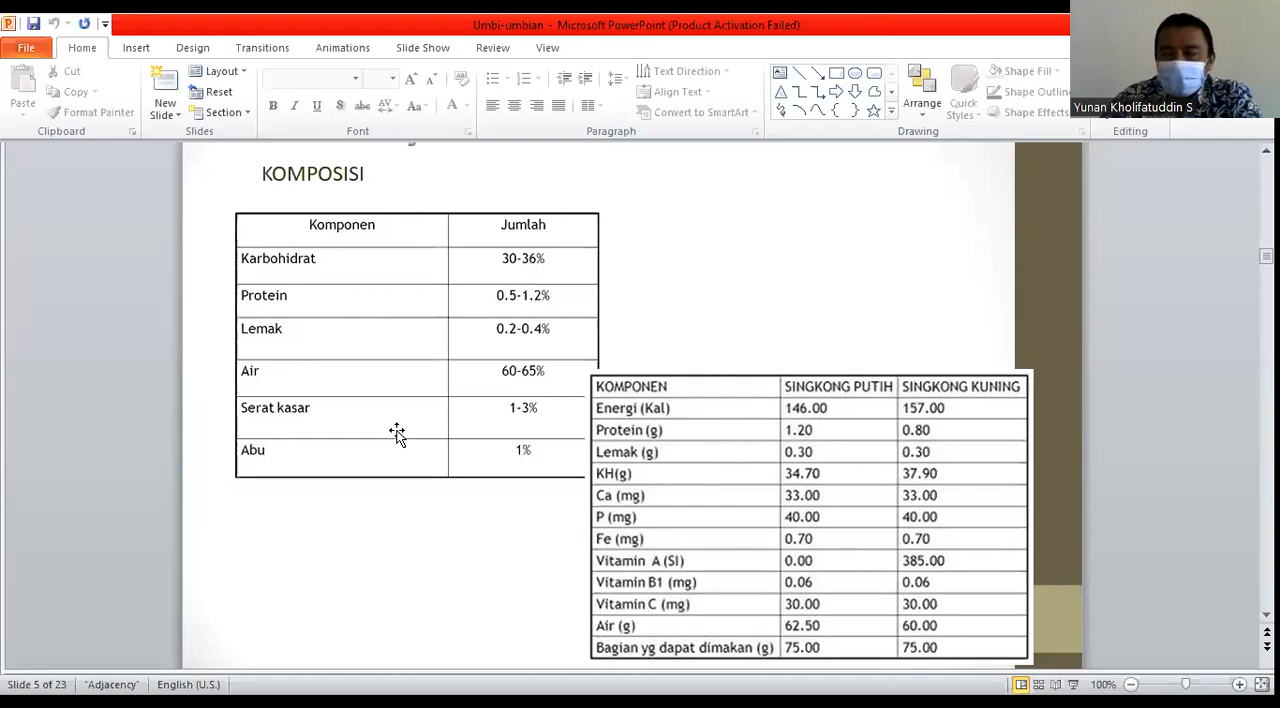 Umbi-umbian - Microsoft PowerPoint (Product Activation Failed)
File Home Insert Design Transitions Animations Slide Show Review View
Paste
Cut
Copy
Format Painter
Clipboard
New Slide
Layout
Reset
Section
Slides
Font
Text Direction
Align Text
Convert to SmartArt
Paragraph
Arrange
Quick Styles
Shape Fill
Shape Outlin
Shape Effects
Drawing
Editing
Yunan Kholifatuddin S
KOMPOSISI
Komponen Jumlah
Karbohidrat 30-36%
Protein 0.5-1.2%
Lemak 0.2-0.4%
Air 60-65%
Serat kasar 1-3%
Abu 1%
KOMPONEN SINGKONG PUTIH SINGKONG KUNING
Energi (Kal) 146.00 157.00
Protein (g) 1.20 0.80
Lemak (g) 0.30 0.30
KH(g) 34.70 37.90
Ca (mg) 33.00 33.00
P (mg) 40.00 40.00
Fe (mg) 0.70 0.70
Vitamin A (SI) 0.00 385.00
Vitamin B1 (mg) 0.06 0.06
Vitamin C (mg) 30.00 30.00
Air (g) 62.50 60.00
Bagian yg dapat dimakan (g) 75.00 75.00
Slide 5 of 23 "Adjacency" English (U.S.) 100%